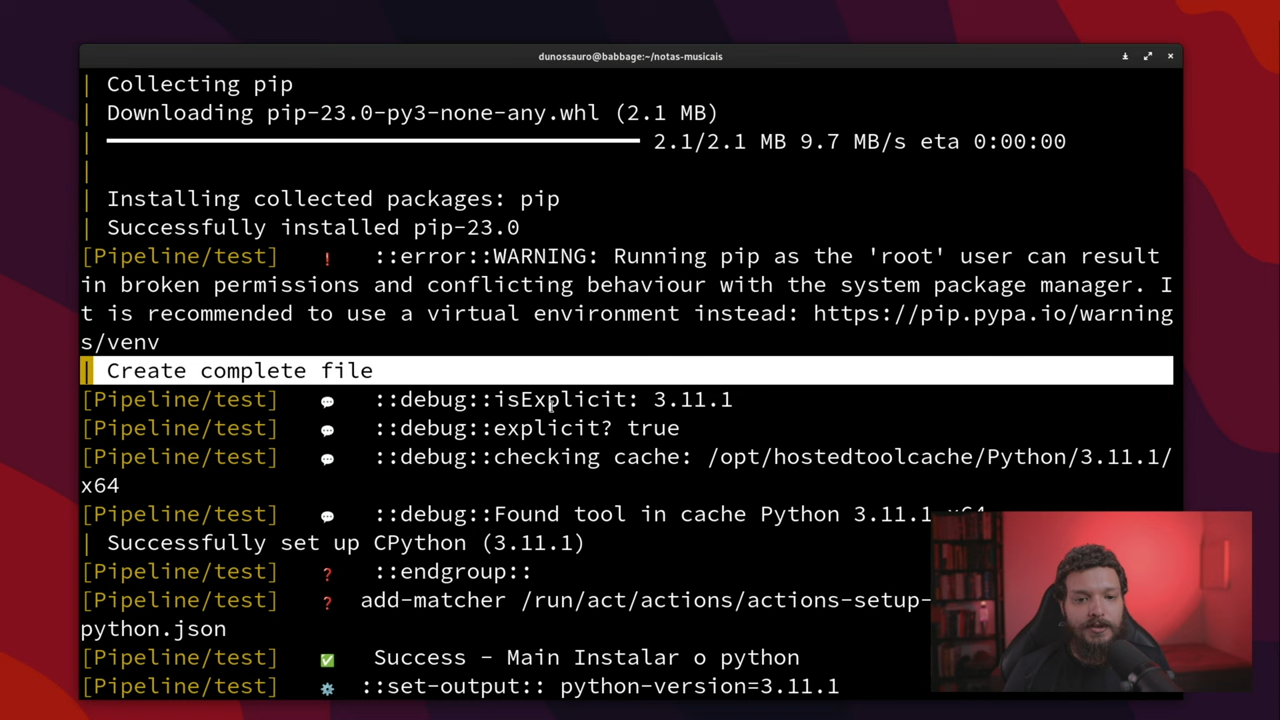 dunossauro@babbage:~/notas-musicais
| Collecting pip
| Downloading pip-23.0-py3-none-any.whl (2.1 MB)
| 2.1/2.1 MB 9.7 MB/s eta 0:00:00
|
| Installing collected packages: pip
| Successfully installed pip-23.0
[Pipeline/test] ❗ ::error::WARNING: Running pip as the 'root' user can result
in broken permissions and conflicting behaviour with the system package manager. I
t is recommended to use a virtual environment instead: https://pip.pypa.io/warning
s/venv
| Create complete file
[Pipeline/test] 💬 ::debug::isExplicit: 3.11.1
[Pipeline/test] 💬 ::debug::explicit? true
[Pipeline/test] 💬 ::debug::checking cache: /opt/hostedtoolcache/Python/3.11.1/
x64
[Pipeline/test] 💬 ::debug::Found tool in cache Python 3.11.1 x64
| Successfully set up CPython (3.11.1)
[Pipeline/test] ❓ ::endgroup::
[Pipeline/test] ❓ add-matcher /run/act/actions/actions-setup-
python.json
[Pipeline/test] ✅ Success - Main Instalar o python
[Pipeline/test] ⚙ ::set-output:: python-version=3.11.1